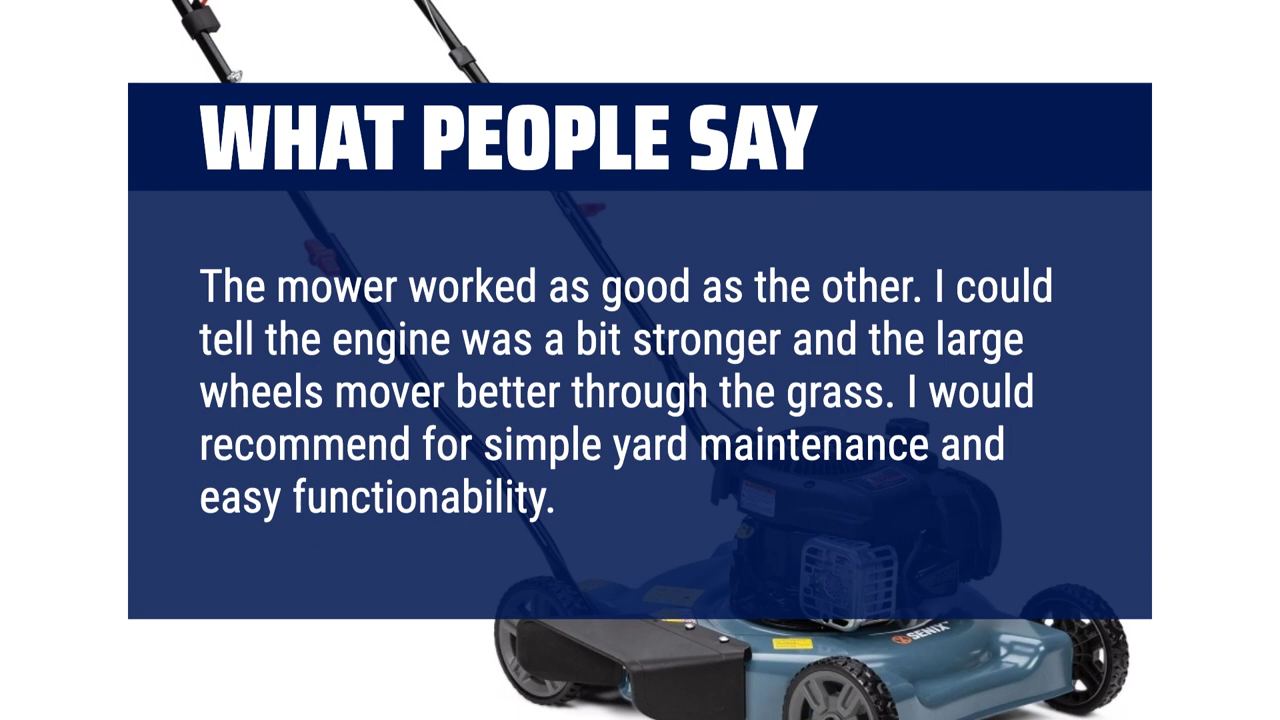 WHAT PEOPLE SAY
The mower worked as good as the other. I could
tell the engine was a bit stronger and the large
wheels mover better through the grass. I would
recommend for simple yard maintenance and
easy functionability.
SENIX